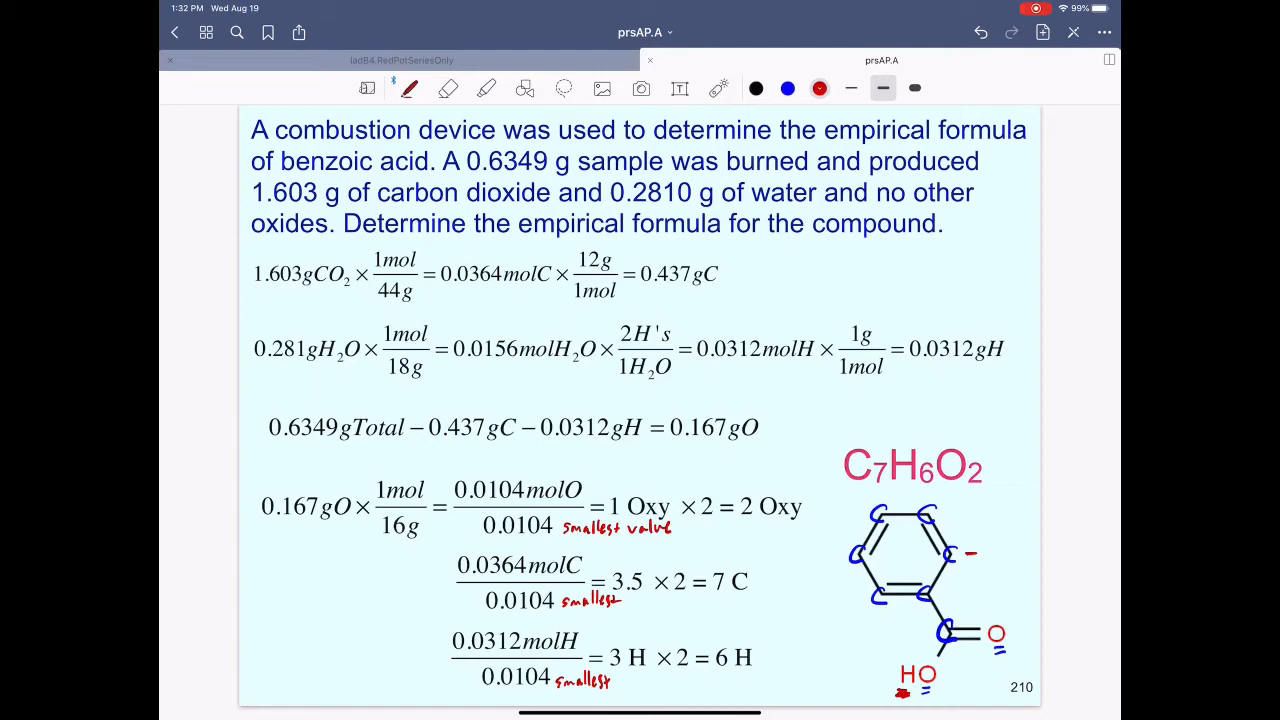 1:32 PM Wed Aug 19
99%
prsAP.A
ladB4.RedPotSeriesOnly
prsAP.A
A combustion device was used to determine the empirical formula
of benzoic acid. A 0.6349 g sample was burned and produced
1.603 g of carbon dioxide and 0.2810 g of water and no other
oxides. Determine the empirical formula for the compound.
1.603gCO₂ × 1mol/44g = 0.0364molC × 12g/1mol = 0.437gC
0.281gH₂O × 1mol/18g = 0.0156molH₂O × 2H's/1H₂O = 0.0312molH × 1g/1mol = 0.0312gH
0.6349gTotal − 0.437gC − 0.0312gH = 0.167gO
C₇H₆O₂
0.167gO × 1mol/16g = 0.0104molO/0.0104 = 1 Oxy × 2 = 2 Oxy
smallest value
0.0364molC/0.0104 = 3.5 × 2 = 7 C
smallest
0.0312molH/0.0104 = 3 H × 2 = 6 H
smallest
C C
C C
C C
C O
HO
210